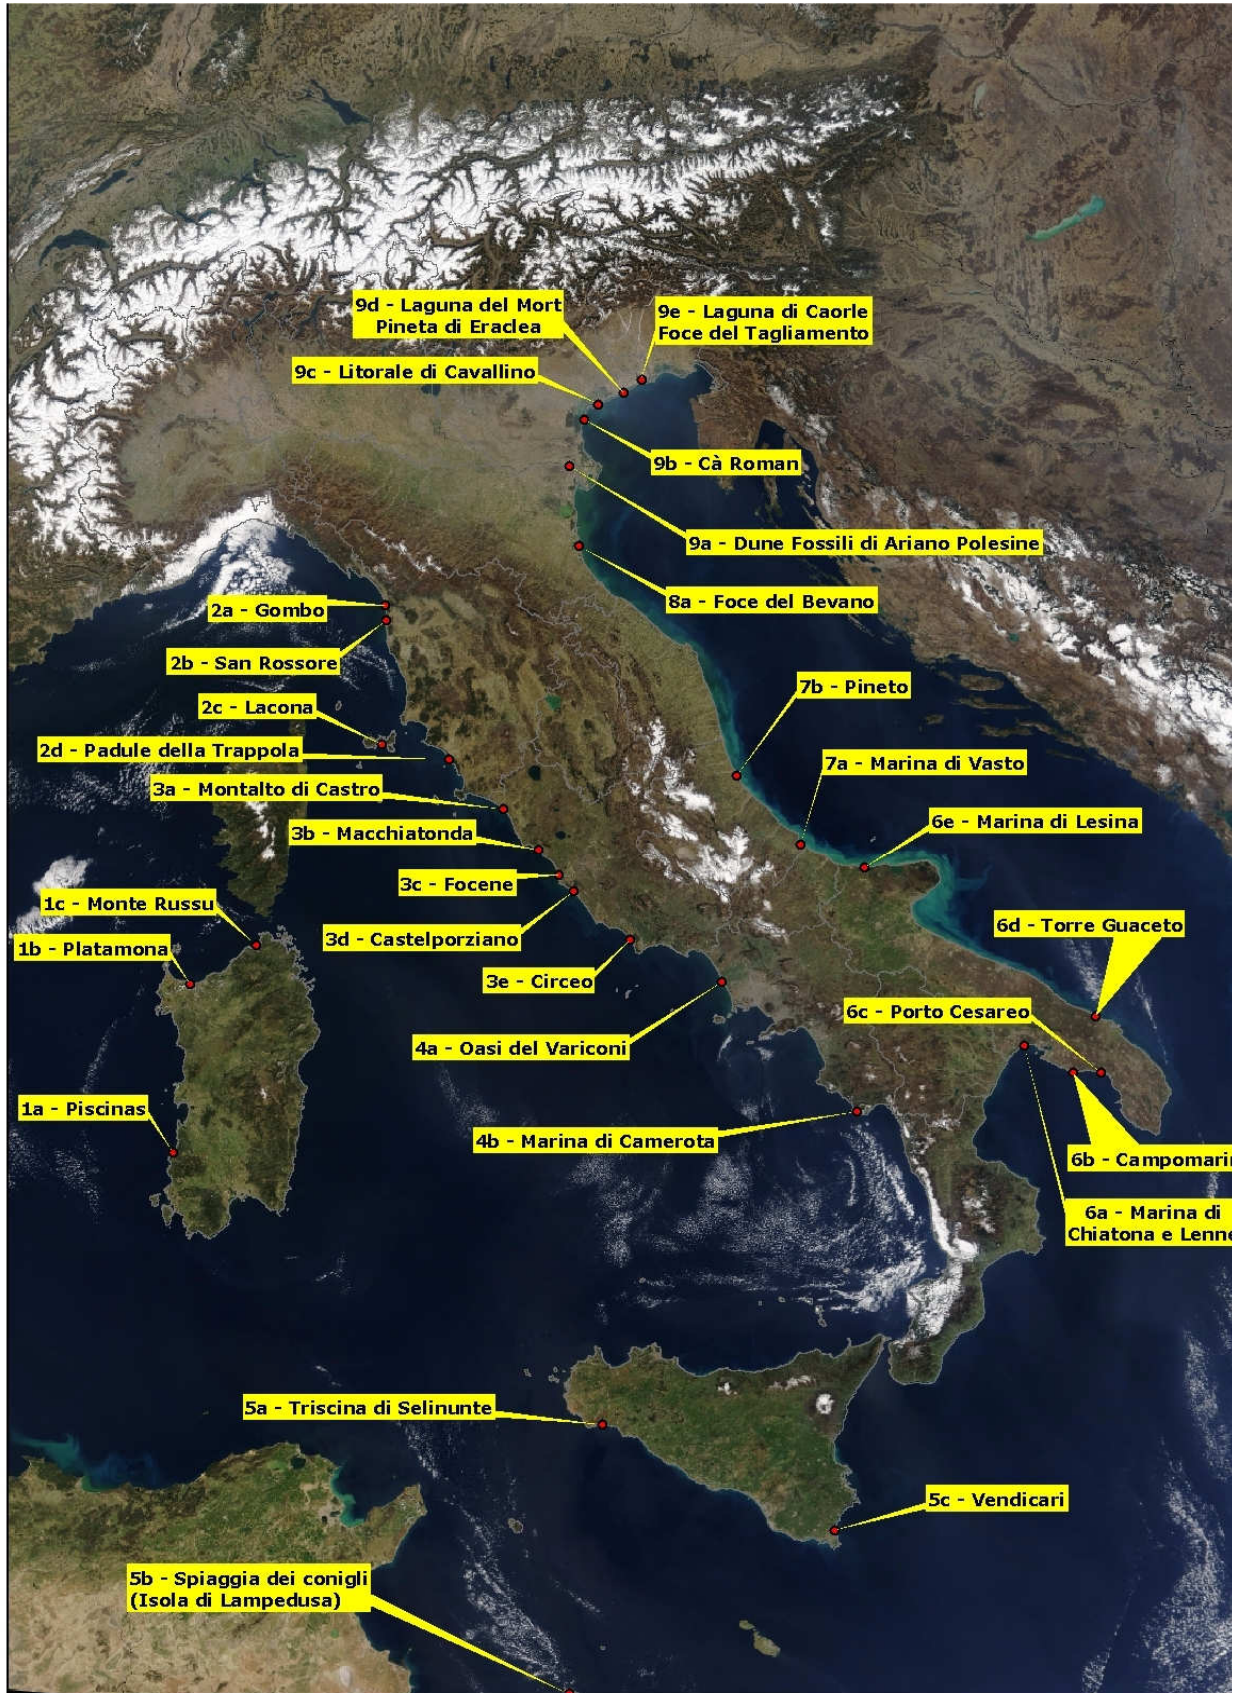 9d - Laguna del Mort
Pineta di Eraclea
9e - Laguna di Caorle
Foce del Tagliamento
9c - Litorale di Cavallino
9b - Cà Roman
9a - Dune Fossili di Ariano Polesine
8a - Foce del Bevano
2a - Gombo
2b - San Rossore
7b - Pineto
2c - Lacona
2d - Padule della Trappola
7a - Marina di Vasto
3a - Montalto di Castro
6e - Marina di Lesina
3b - Macchiatonda
3c - Focene
1c - Monte Russu
6d - Torre Guaceto
3d - Castelporziano
1b - Platamona
3e - Circeo
6c - Porto Cesareo
4a - Oasi del Variconi
1a - Piscinas
4b - Marina di Camerota
6b - Campomarin
6a - Marina di
Chiatona e Lenne
5a - Triscina di Selinunte
5c - Vendicari
5b - Spiaggia dei conigli
(Isola di Lampedusa)